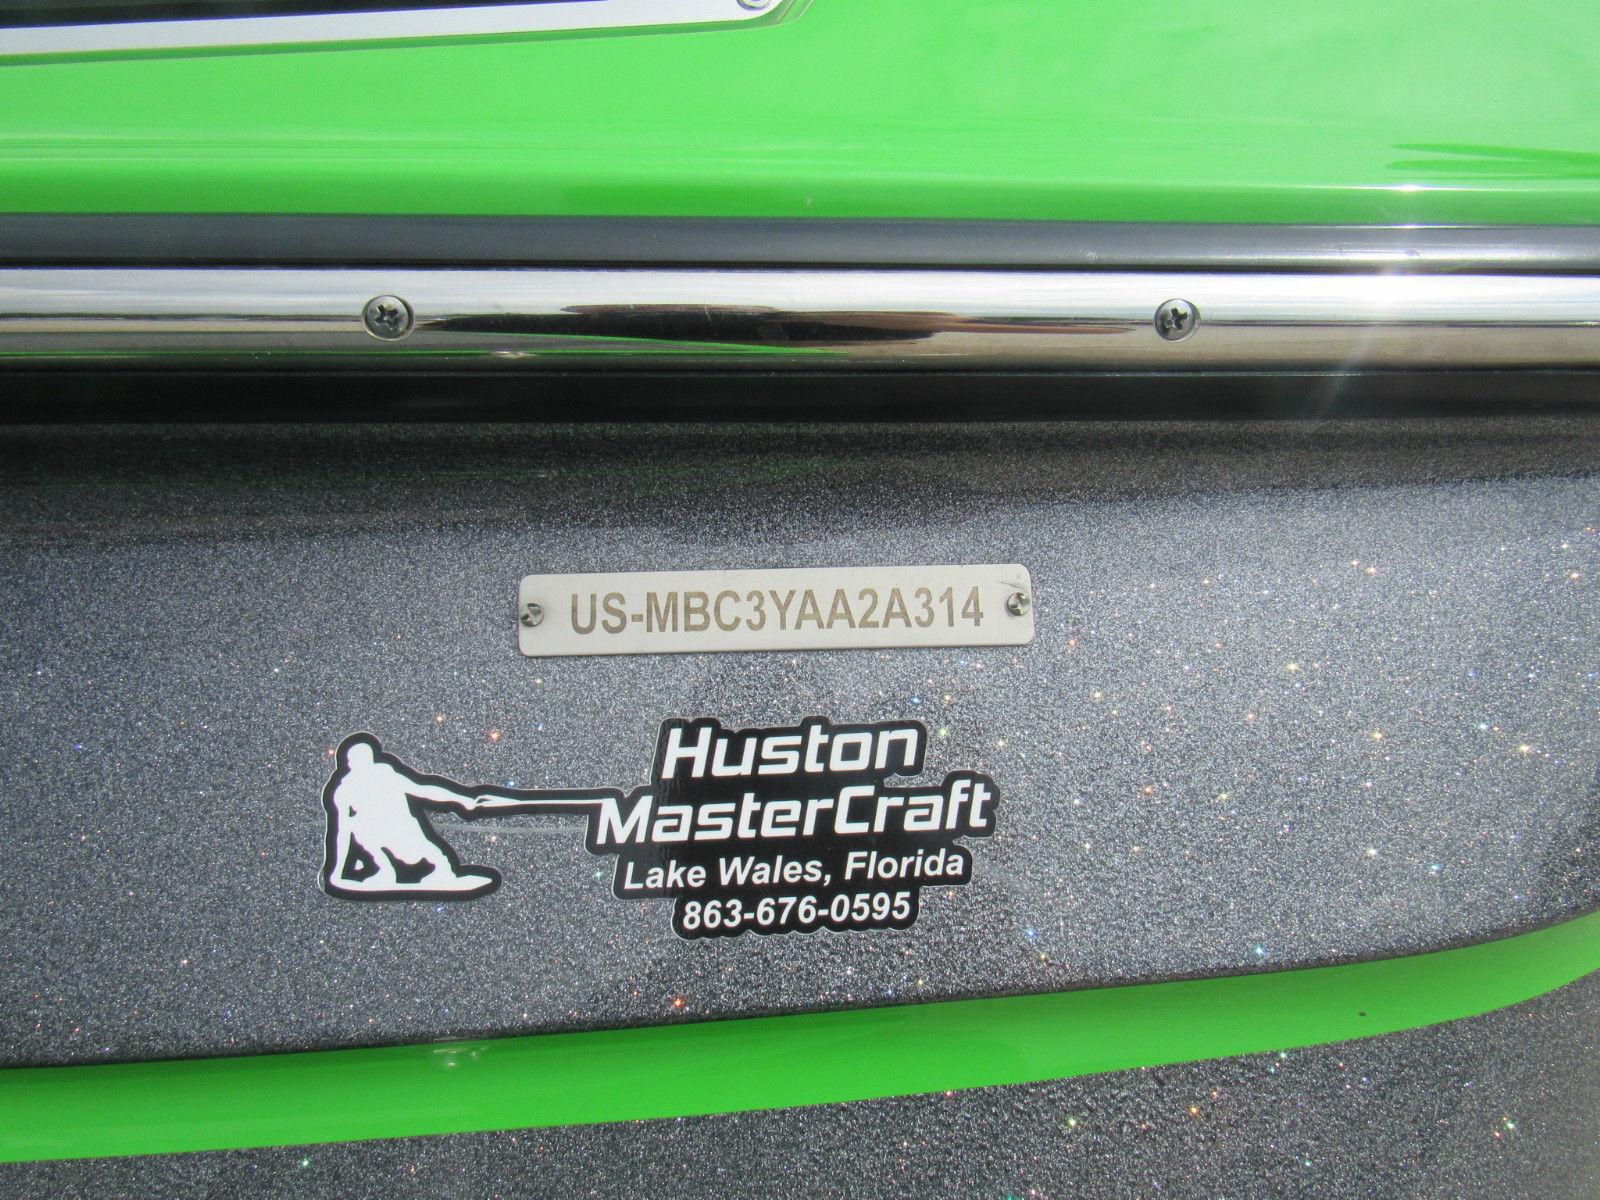 US-MBC3YAA2A314
Huston
MasterCraft
Lake Wales, Florida
863-676-0595